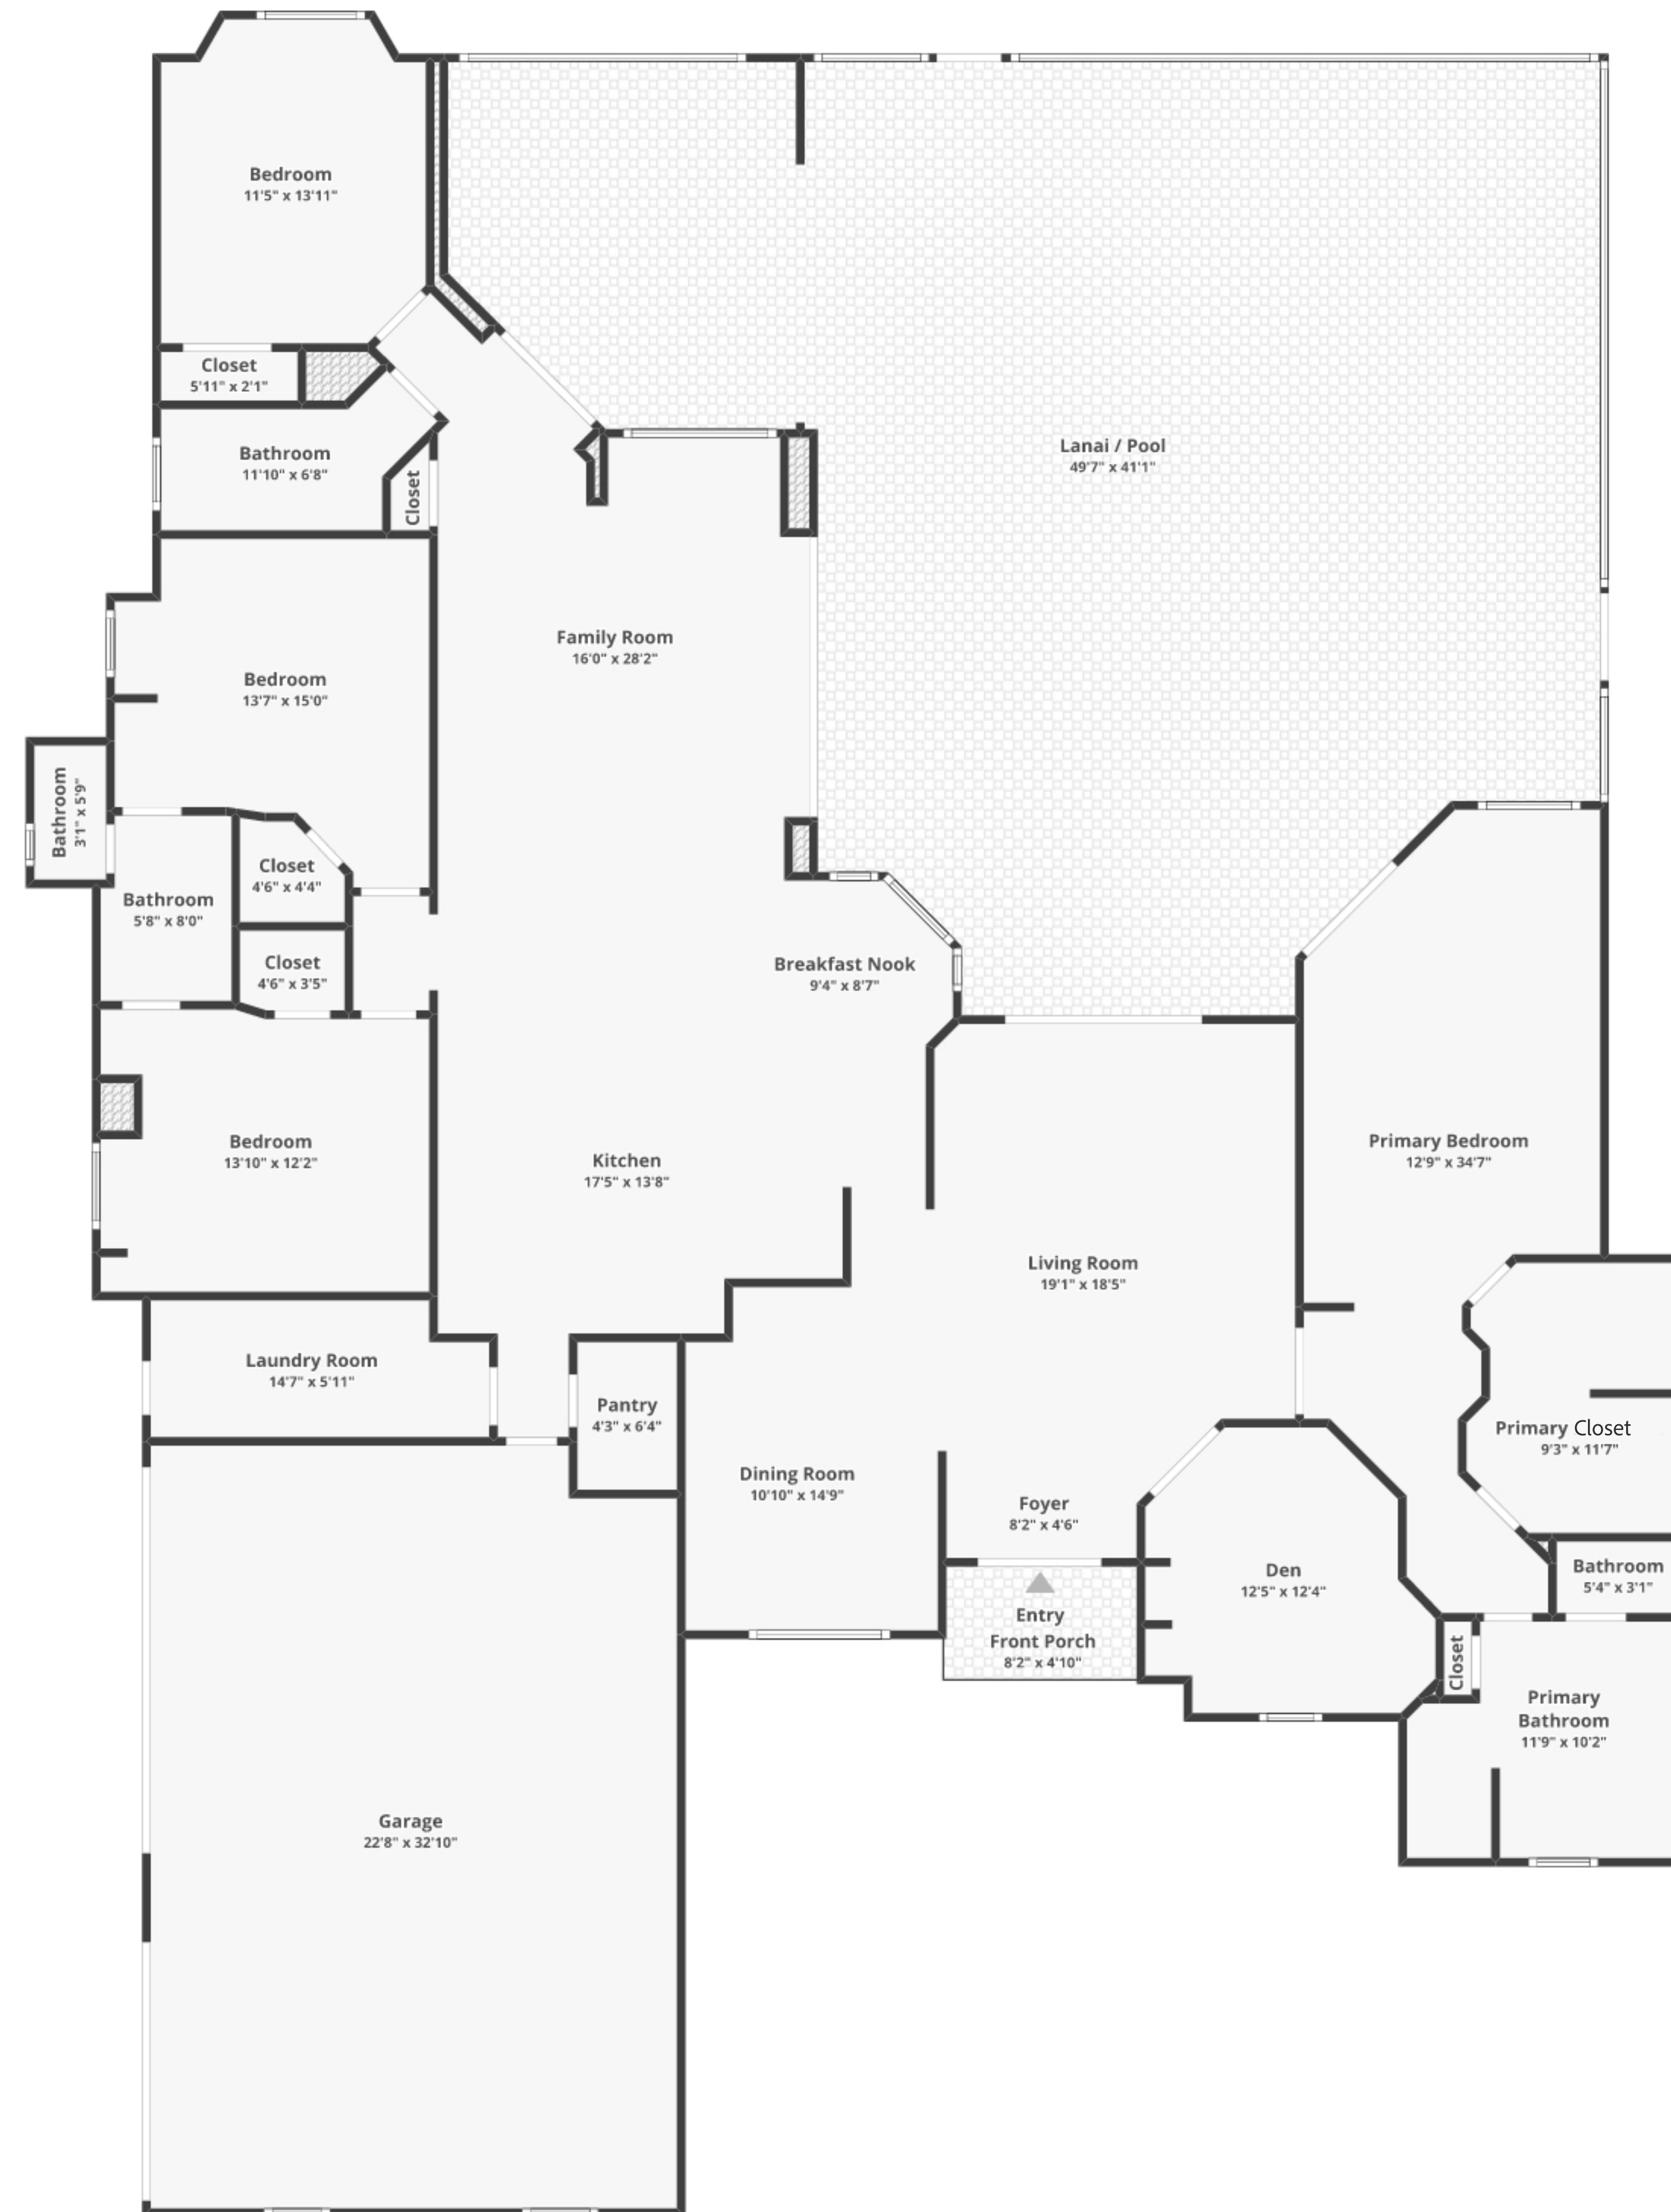 Bedroom
11'5" x 13'11"
Closet
5'11" x 2'1"
Bathroom
11'10" x 6'8"
Closet
Lanai / Pool
49'7" x 41'1"
Family Room
16'0" x 28'2"
Bedroom
13'7" x 15'0"
Bathroom
3'1" x 5'9"
Closet
4'6" x 4'4"
Bathroom
5'8" x 8'0"
Closet
4'6" x 3'5"
Breakfast Nook
9'4" x 8'7"
Bedroom
13'10" x 12'2"
Kitchen
17'5" x 13'8"
Primary Bedroom
12'9" x 34'7"
Living Room
19'1" x 18'5"
Laundry Room
14'7" x 5'11"
Pantry
4'3" x 6'4"
Primary Closet
9'3" x 11'7"
Dining Room
10'10" x 14'9"
Foyer
8'2" x 4'6"
Den
12'5" x 12'4"
Bathroom
5'4" x 3'1"
Entry
Front Porch
8'2" x 4'10"
Closet
Primary
Bathroom
11'9" x 10'2"
Garage
22'8" x 32'10"